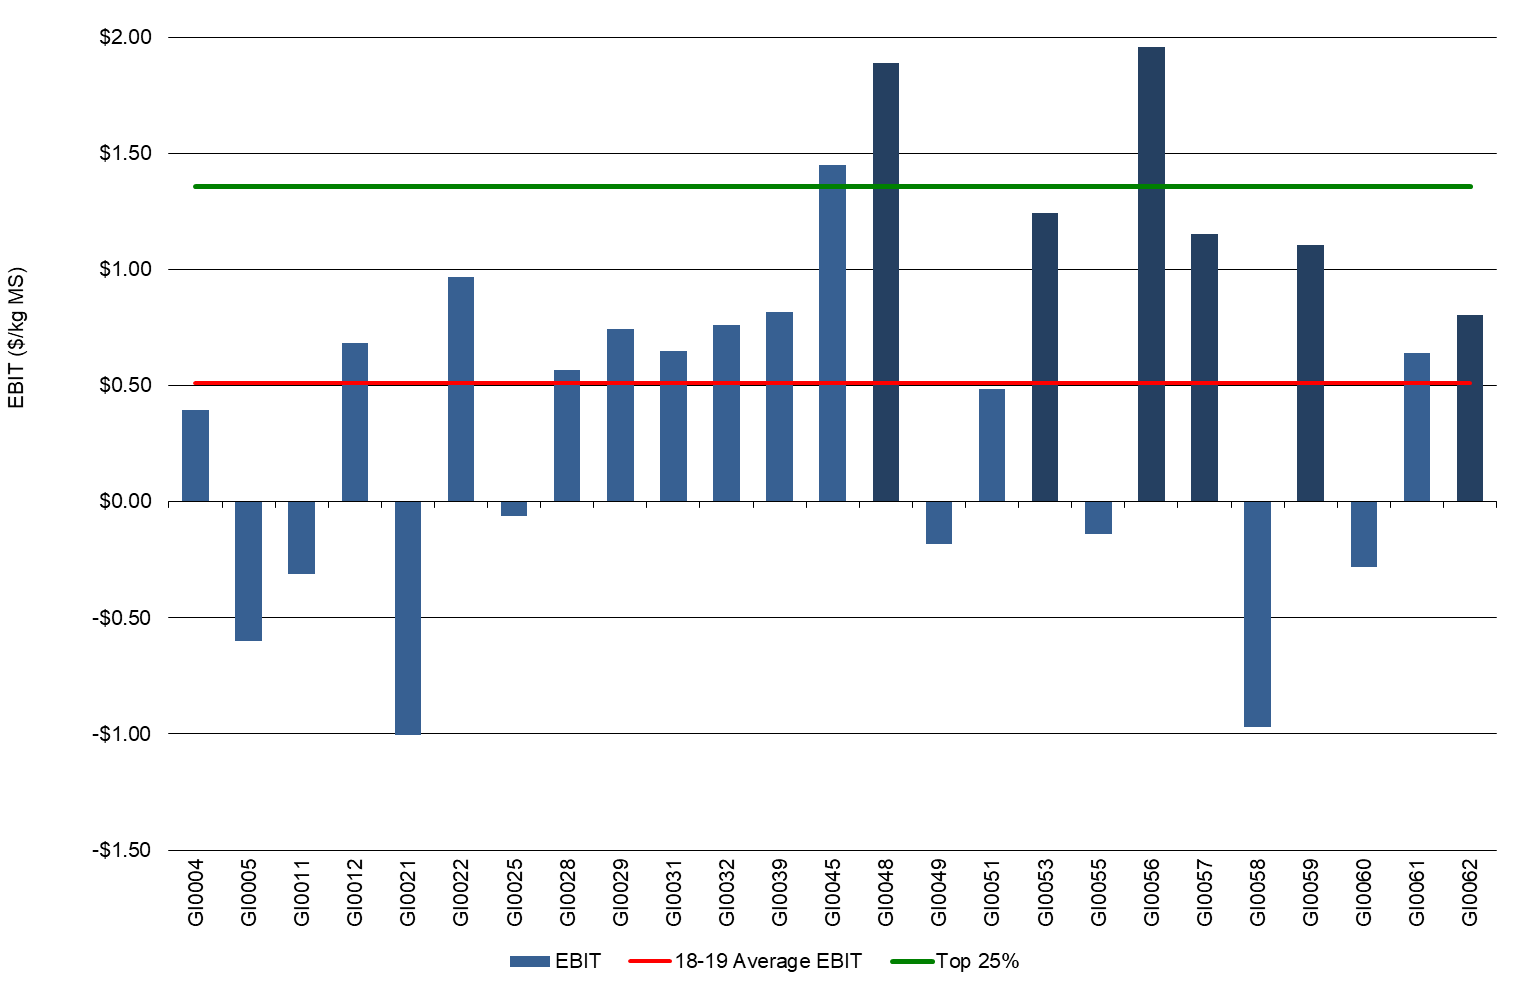 $2.00
$1.50
$1.00
$0.50
$0.00
-$0.50
-$1.00
-$1.50
EBIT ($/kg MS)
GI0004
GI0005
GI0011
GI0012
GI0021
GI0022
GI0025
GI0028
GI0029
GI0031
GI0032
GI0039
GI0045
GI0048
GI0049
GI0051
GI0053
GI0055
GI0056
GI0057
GI0058
GI0059
GI0060
GI0061
GI0062
EBIT
18-19 Average EBIT
Top 25%